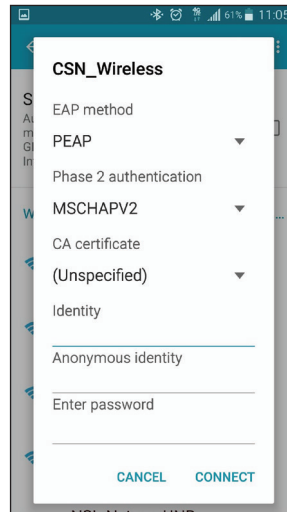 61% 11:05
CSN_Wireless
EAP method
PEAP
Phase 2 authentication
MSCHAPV2
CA certificate
(Unspecified)
Identity
Anonymous identity
Enter password
CANCEL CONNECT